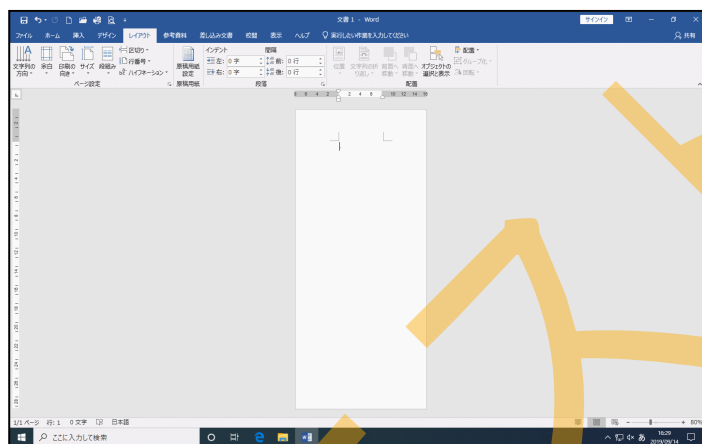 文書 1 - Word
サインイン
ファイル ホーム 挿入 デザイン レイアウト 参考資料 差し込み文書 校閲 表示 ヘルプ 実行したい作業を入力してください 共有
文字列の方向 余白 印刷の向き サイズ 段組み 区切り 行番号 ハイフネーション
ページ設定
原稿用紙設定
原稿用紙
インデント 間隔
左: 0 字 前: 0 行
右: 0 字 後: 0 行
段落
位置 文字列の折り返し 前面へ移動 背面へ移動 オブジェクトの選択と表示 配置 グループ化 回転
配置
1/1 ページ 行: 1 0 文字 日本語 80%
ここに入力して検索
あ 16:29
2019/09/14